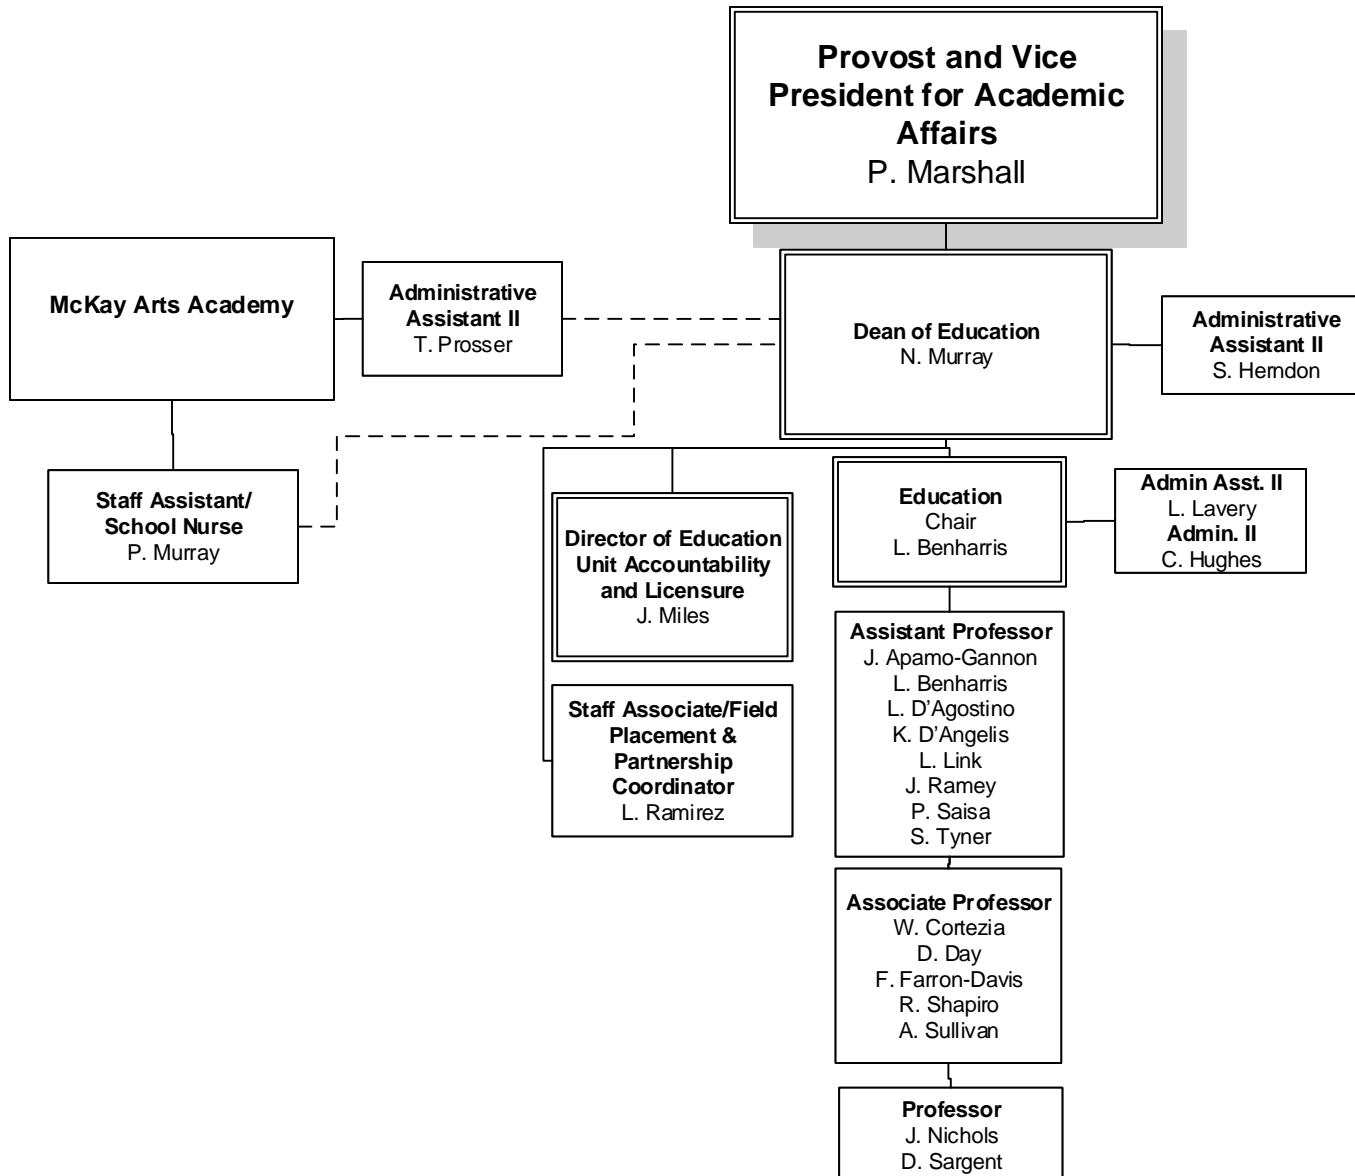 Provost and Vice
President for Academic
Affairs
P. Marshall
McKay Arts Academy
Administrative
Assistant II
T. Prosser
Dean of Education
N. Murray
Administrative
Assistant II
S. Herndon
Staff Assistant/
School Nurse
P. Murray
Director of Education
Unit Accountability
and Licensure
J. Miles
Education
Chair
L. Benharris
Admin Asst. II
L. Lavery
Admin. II
C. Hughes
Staff Associate/Field
Placement &
Partnership
Coordinator
L. Ramirez
Assistant Professor
J. Apamo-Gannon
L. Benharris
L. D’Agostino
K. D’Angelis
L. Link
J. Ramey
P. Saisa
S. Tyner
Associate Professor
W. Cortezia
D. Day
F. Farron-Davis
R. Shapiro
A. Sullivan
Professor
J. Nichols
D. Sargent